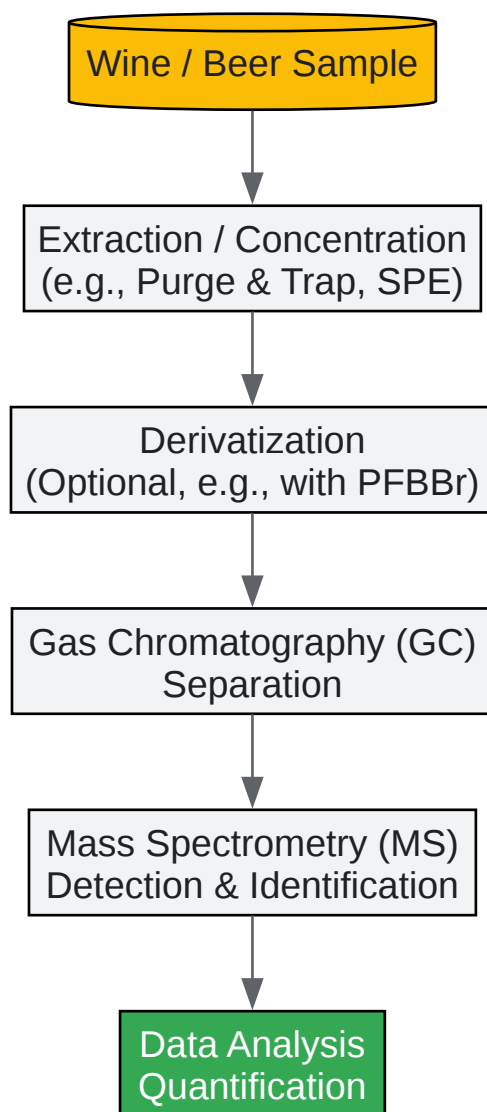 Wine / Beer Sample
Extraction / Concentration
(e.g., Purge & Trap, SPE)
Derivatization
(Optional, e.g., with PFBBr)
Gas Chromatography (GC)
Separation
Mass Spectrometry (MS)
Detection & Identification
Data Analysis
Quantification